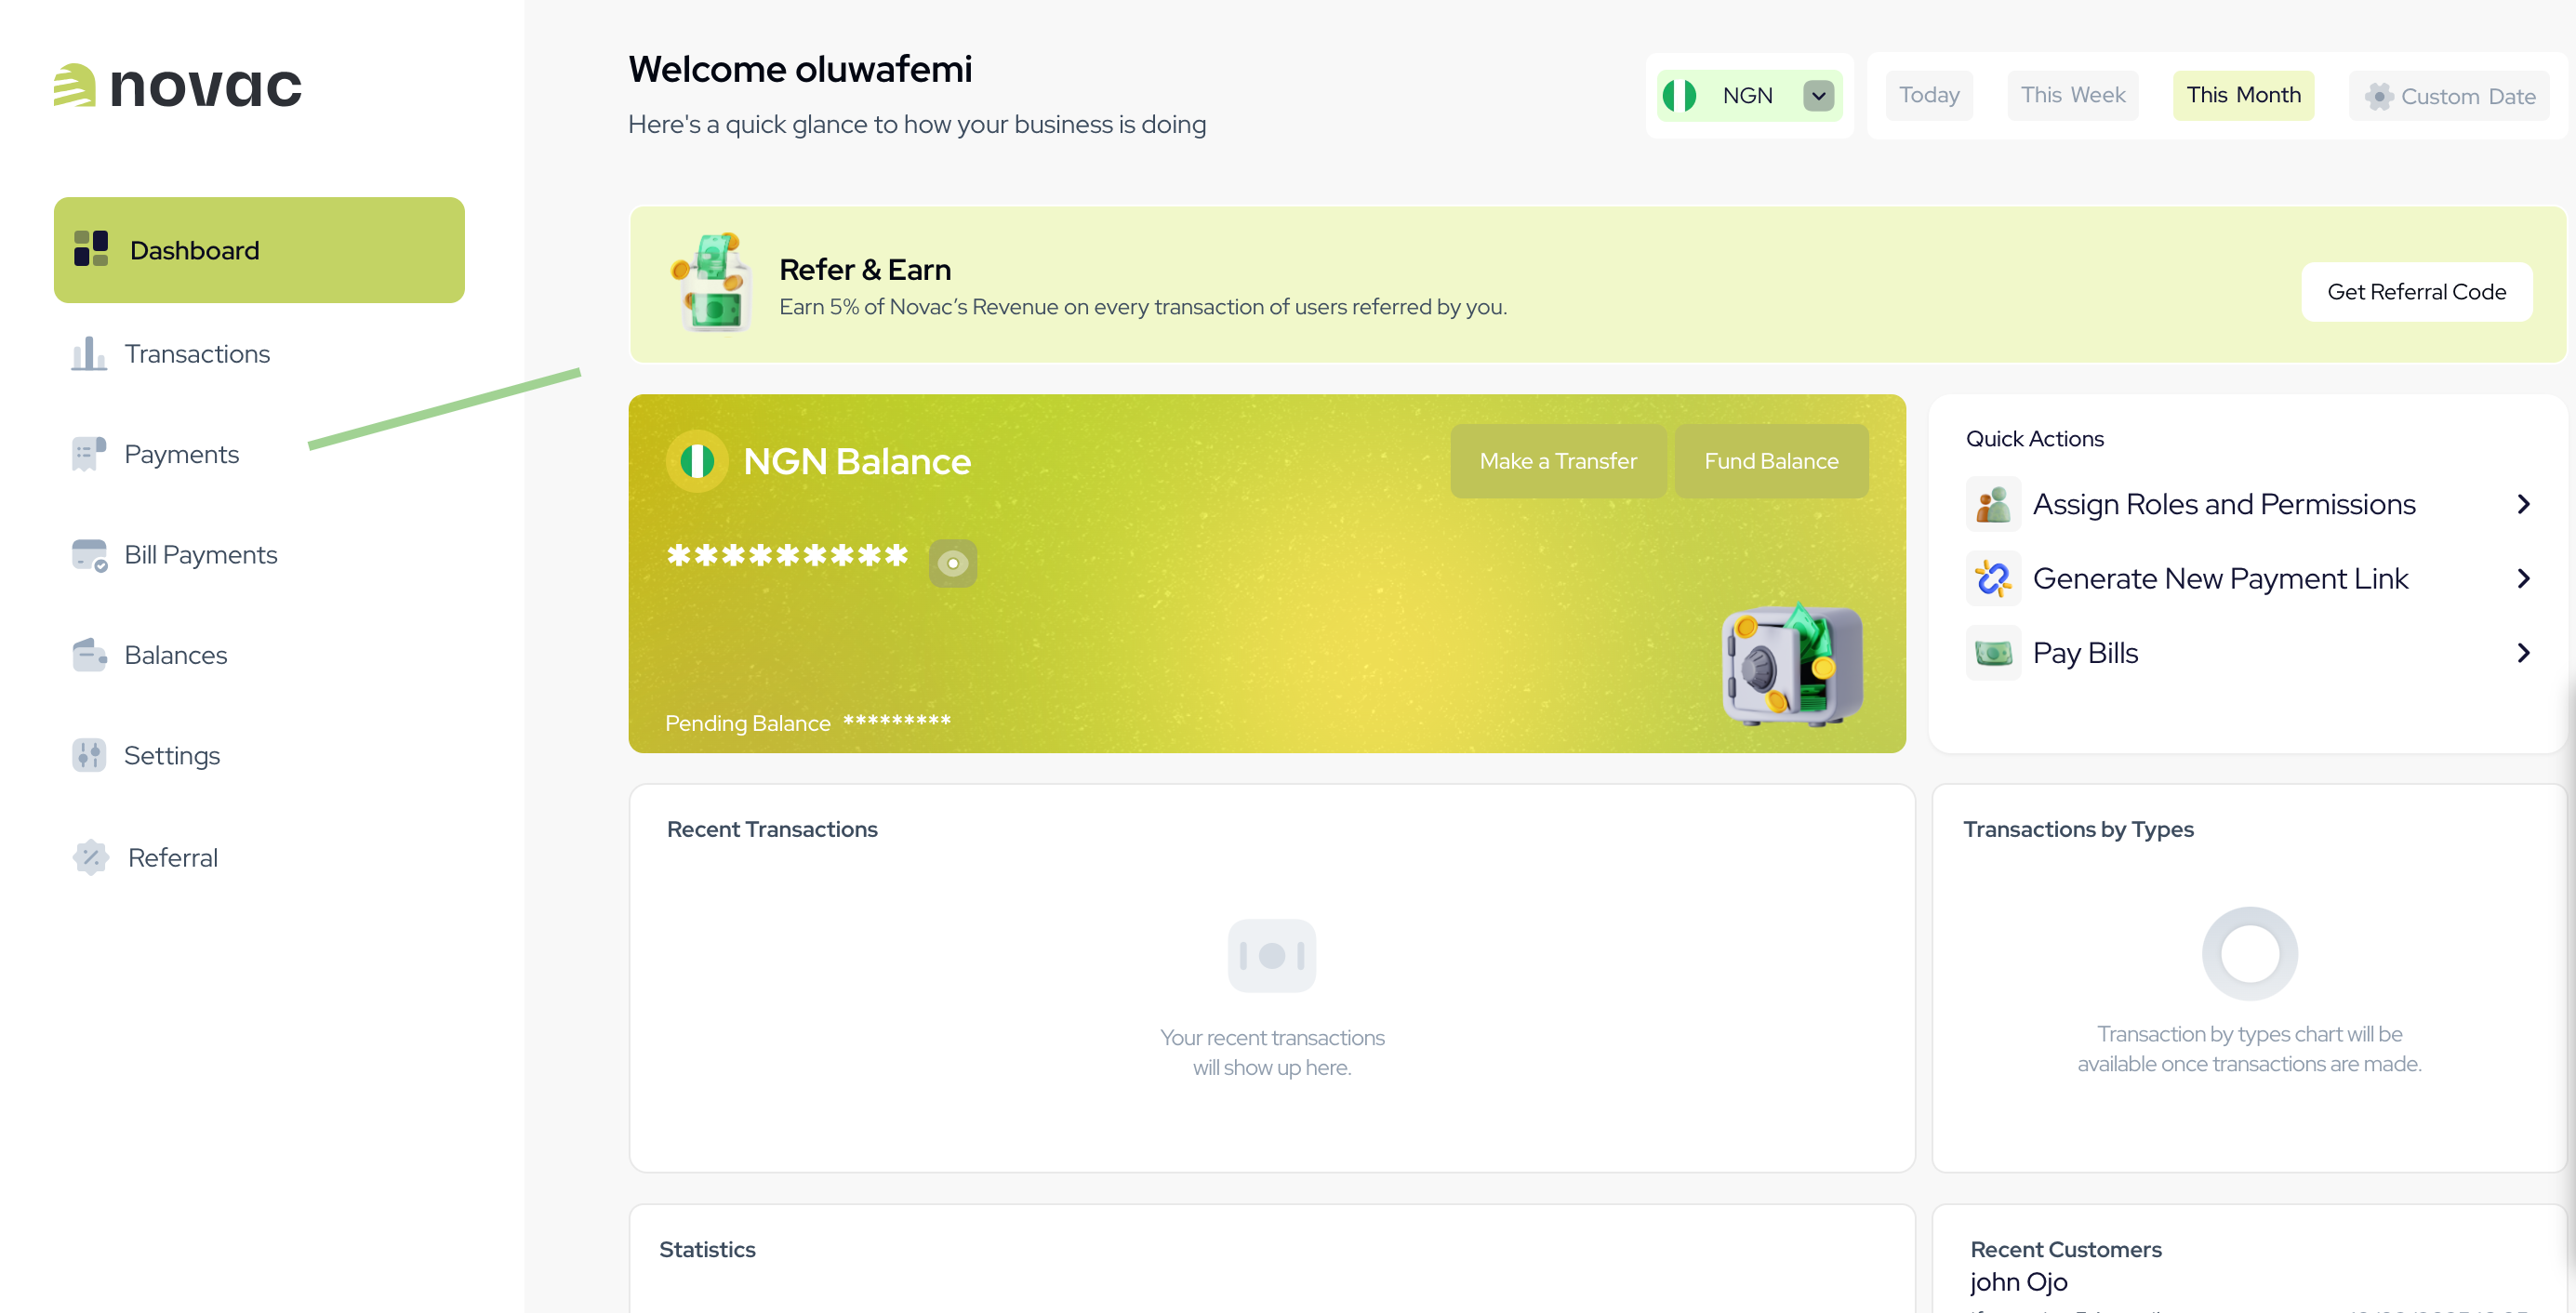 novac
Dashboard
Transactions
Payments
Bill Payments
Balances
Settings
Referral
Welcome oluwafemi
Here's a quick glance to how your business is doing
NGN
Today
This Week
This Month
Custom Date
Refer & Earn
Earn 5% of Novac’s Revenue on every transaction of users referred by you.
Get Referral Code
NGN Balance
Make a Transfer
Fund Balance
*********
Pending Balance *********
Quick Actions
Assign Roles and Permissions
Generate New Payment Link
Pay Bills
Recent Transactions
Your recent transactions
will show up here.
Transactions by Types
Transaction by types chart will be
available once transactions are made.
Statistics
Recent Customers
john Ojo